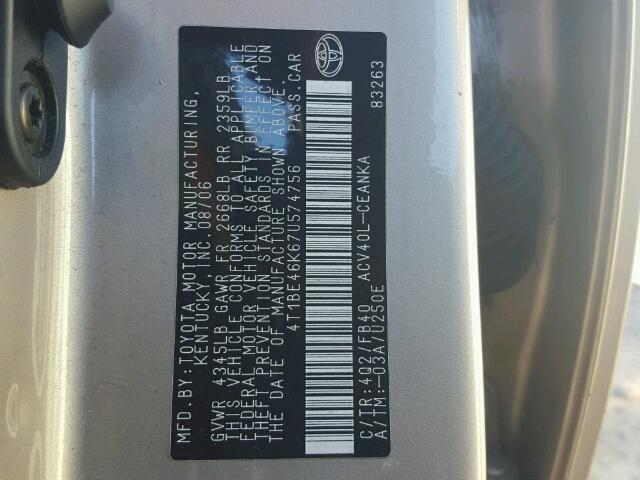 MFD.BY:TOYOTA MOTOR MANUFACTURING,
KENTUCKY, INC. 08/06
GVWR 4345LB GAWR FR 2668LB RR 2359LB
THIS VEHICLE CONFORMS TO ALL APPLICABLE
FEDERAL MOTOR VEHICLE SAFETY, BUMPER, AND
THEFT PREVENTION STANDARDS IN EFFECT ON
THE DATE OF MANUFACTURE SHOWN ABOVE.
4T1BE46K67U574756 PASS.CAR
C/TR:4Q2/FB40 ACV40L-CEANKA 83263
A/TM:-03A/U250E